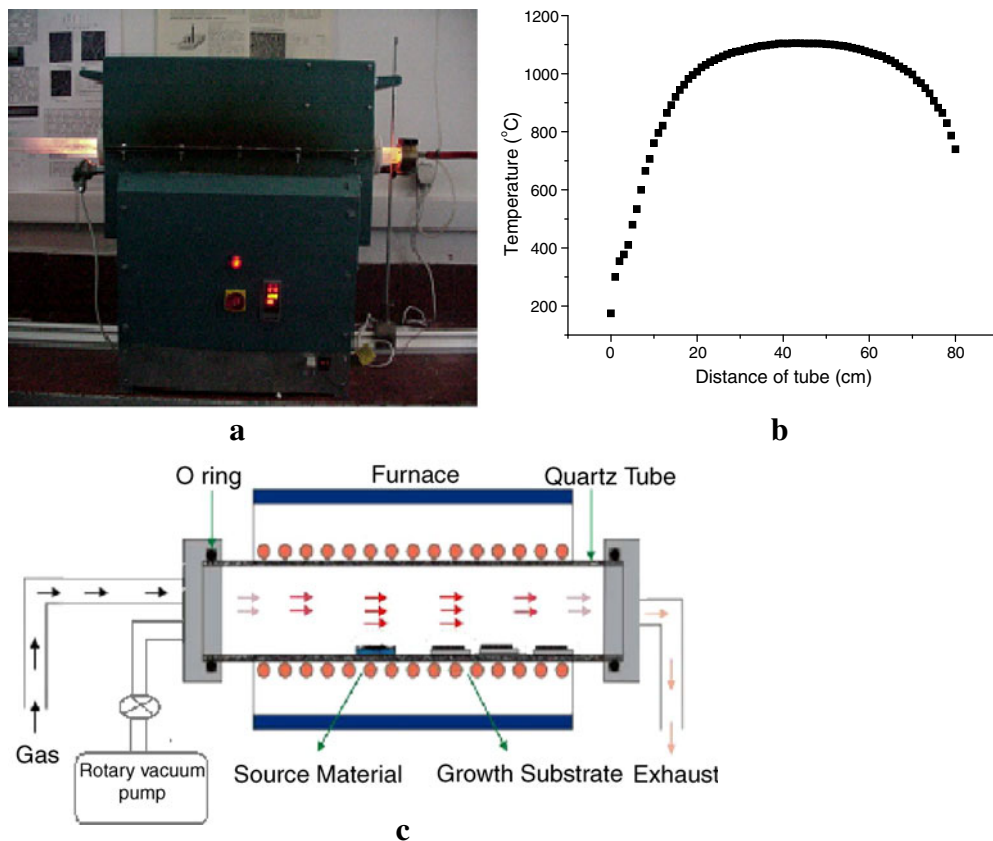 a
1200
1000
800
600
400
200
Temperature (°C)
0
20
40
60
80
Distance of tube (cm)
b
O ring
Furnace
Quartz Tube
Gas
Rotary vacuum
pump
Source Material
Growth Substrate
Exhaust
c